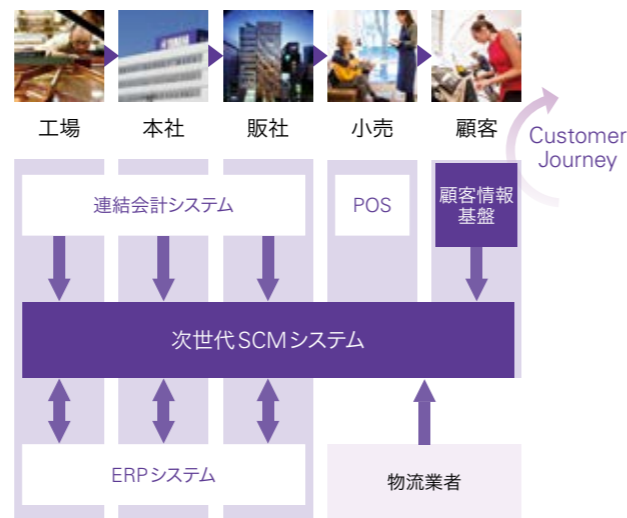 工場
本社
販社
小売
顧客
Customer
Journey
連結会計システム
POS
顧客情報
基盤
次世代SCMシステム
ERPシステム
物流業者